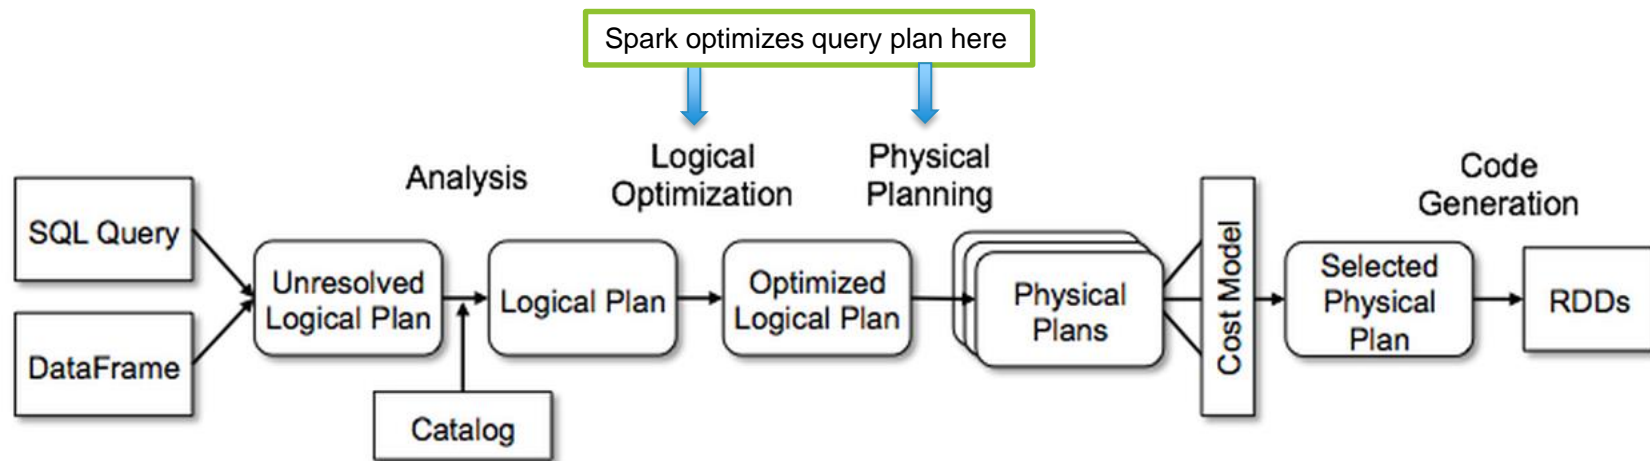 Spark optimizes query plan here
Analysis
Logical
Optimization
Physical
Planning
Code
Generation
SQL Query
DataFrame
Unresolved
Logical Plan
Catalog
Logical Plan
Optimized
Logical Plan
Physical
Plans
Cost Model
Selected
Physical
Plan
RDDs